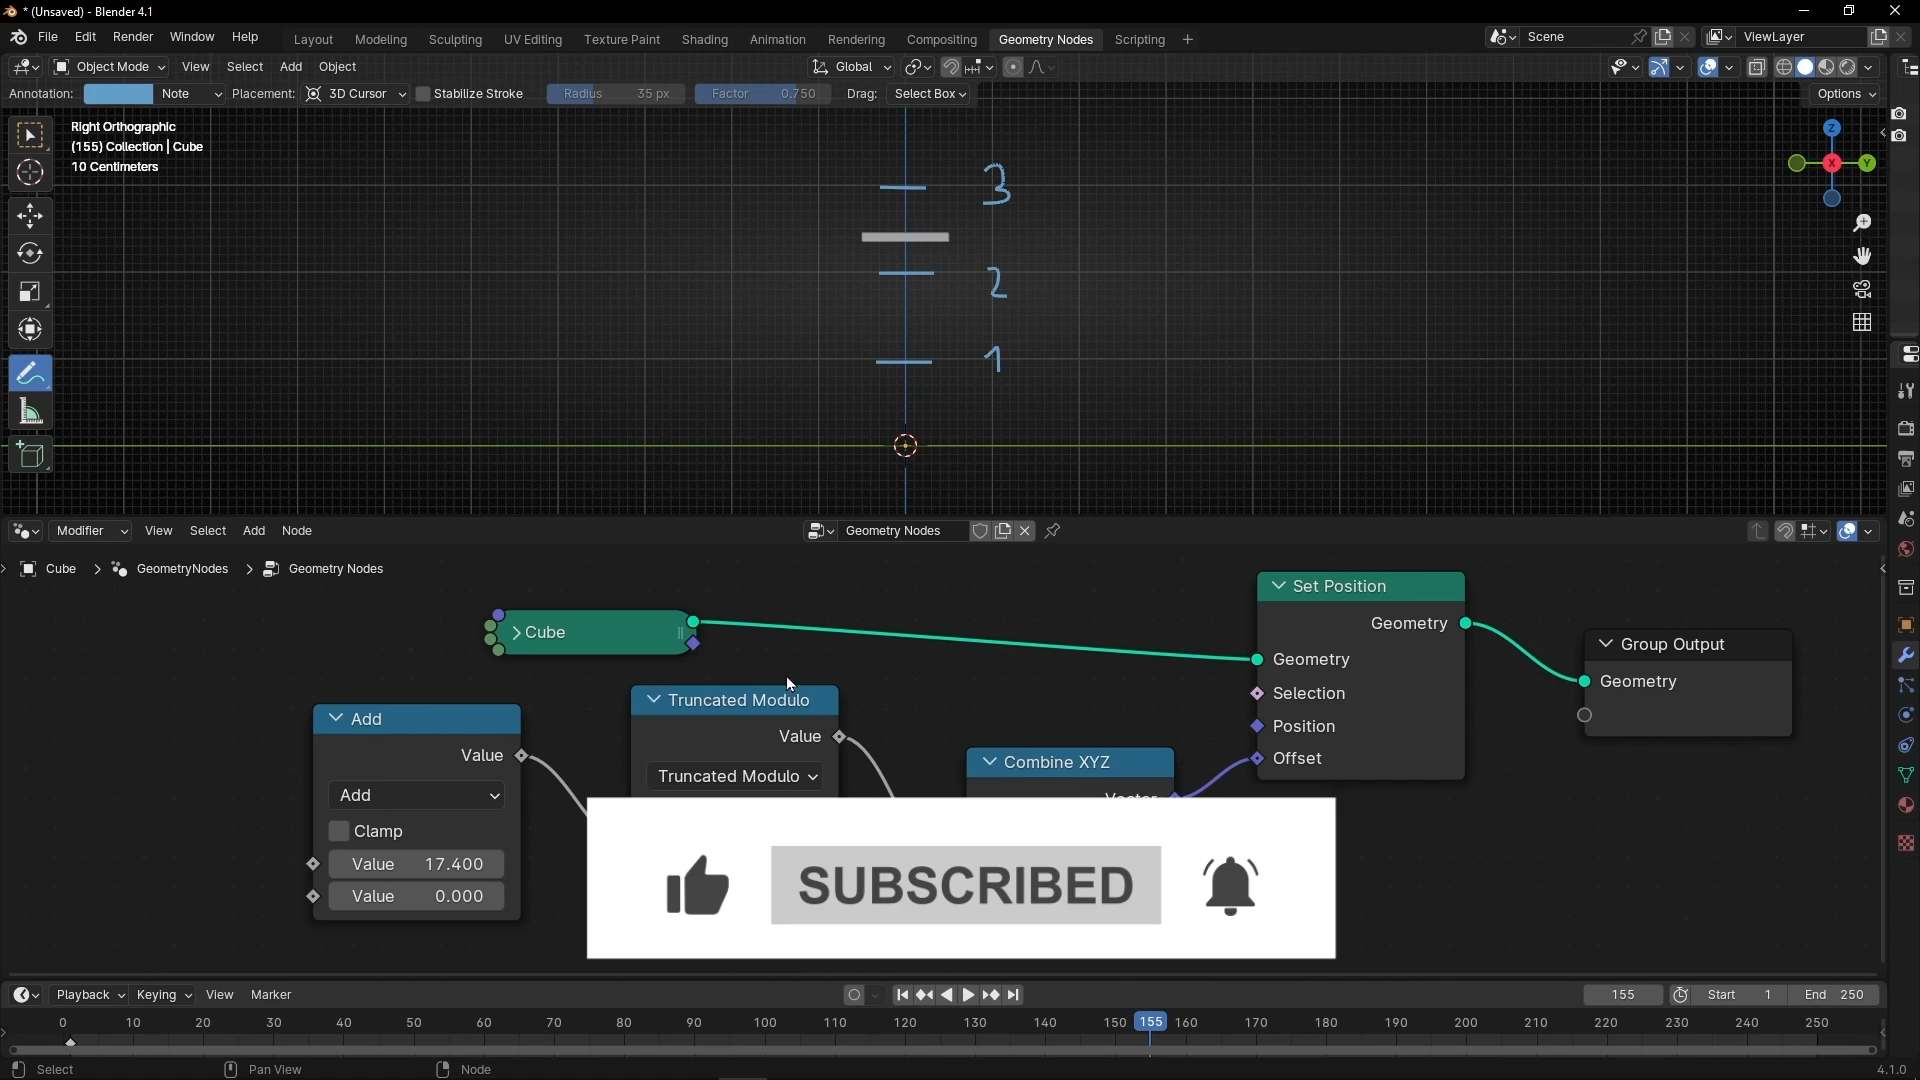 * (Unsaved) - Blender 4.1
File Edit Render Window Help Layout Modeling Sculpting UV Editing Texture Paint Shading Animation Rendering Compositing Geometry Nodes Scripting + Scene ViewLayer
Object Mode View Select Add Object Global
Annotation: Note Placement: 3D Cursor Stabilize Stroke Radius 35 px Factor 0.750 Drag: Select Box Options
Right Orthographic
(155) Collection | Cube
10 Centimeters
Z
X
Y
3
2
1
Modifier View Select Add Node Geometry Nodes
Cube > GeometryNodes > Geometry Nodes
Cube
Add
Value
Add
Clamp
Value 17.400
Value 0.000
Truncated Modulo
Value
Truncated Modulo
Combine XYZ
Set Position
Geometry
Geometry
Selection
Position
Offset
Group Output
Geometry
SUBSCRIBED
Playback Keying View Marker 155 Start 1 End 250
0 10 20 30 40 50 60 70 80 90 100 110 120 130 140 150 155 160 170 180 190 200 210 220 230 240 250
Select Pan View Node 4.1.0